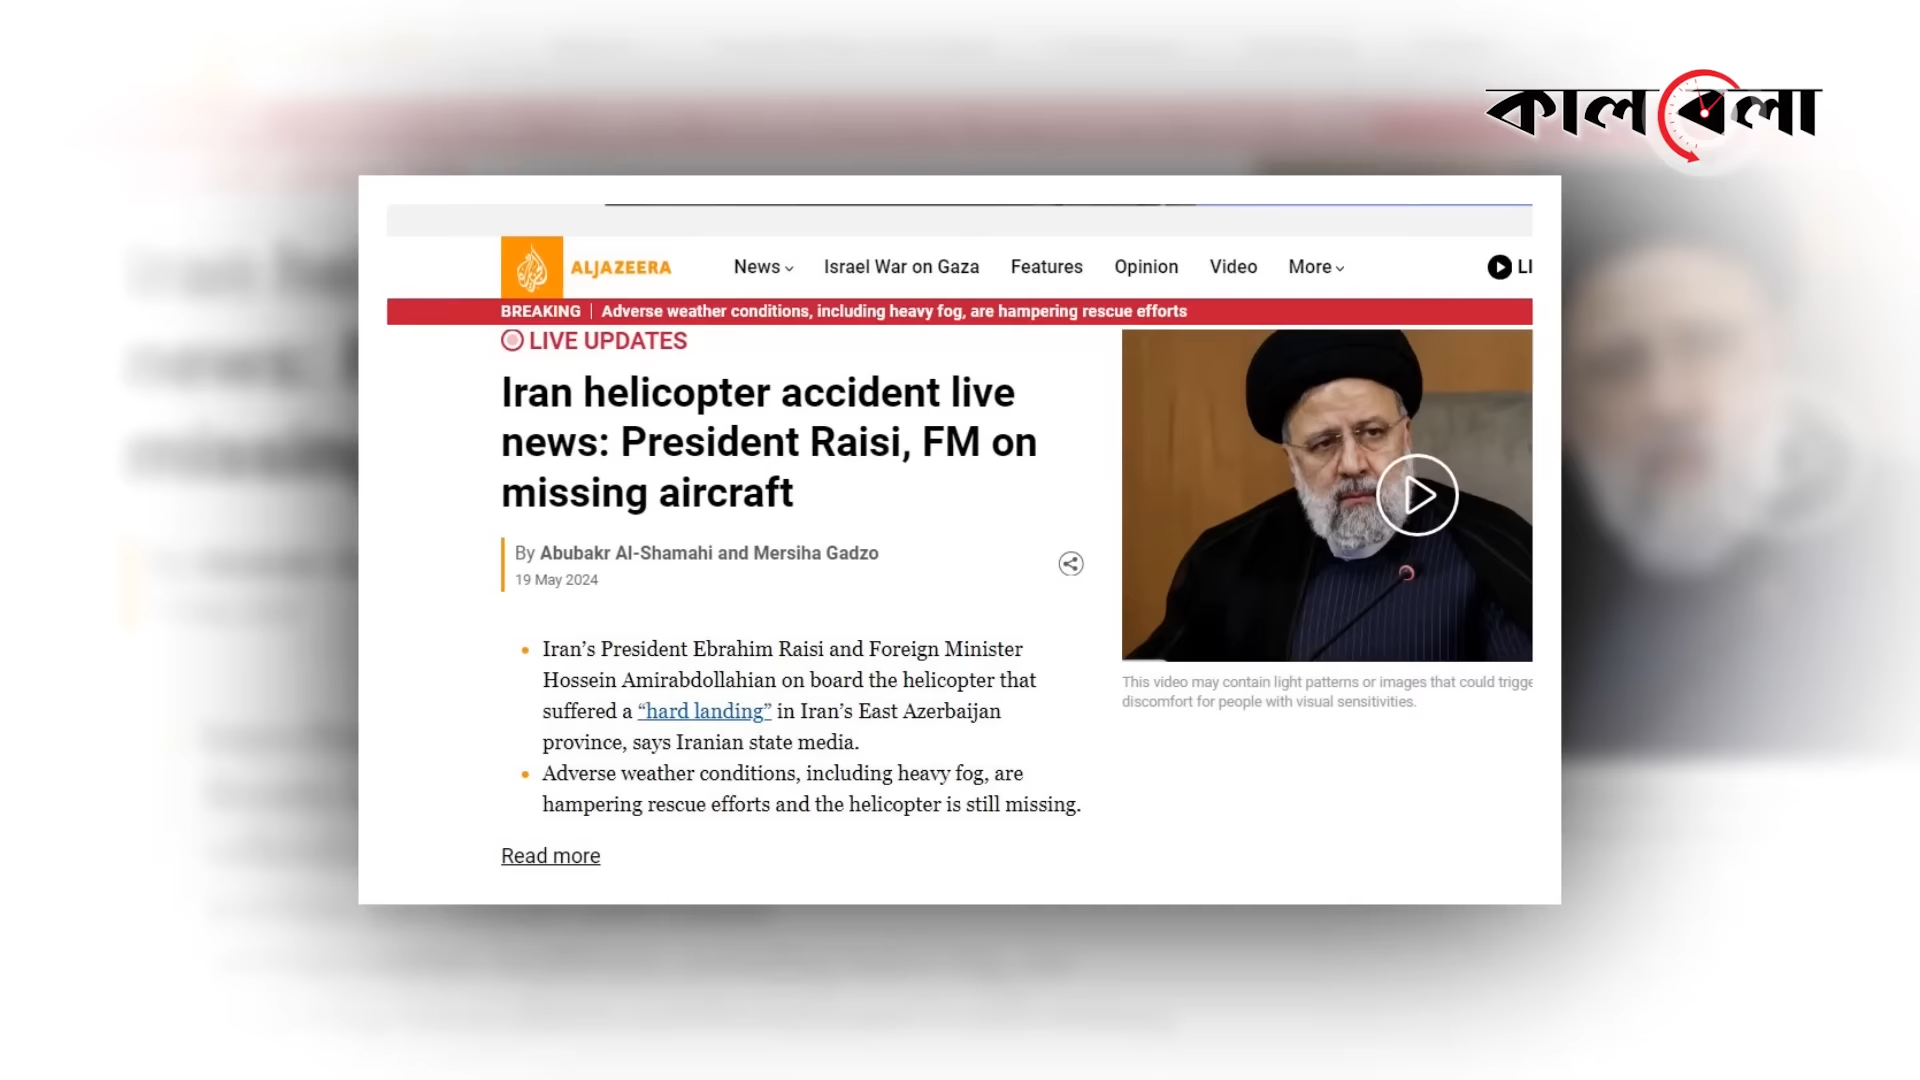 কালবেলা
ALJAZEERA
News
Israel War on Gaza
Features
Opinion
Video
More
BREAKING | Adverse weather conditions, including heavy fog, are hampering rescue efforts
LIVE UPDATES
Iran helicopter accident live
news: President Raisi, FM on
missing aircraft
By Abubakr Al-Shamahi and Mersiha Gadzo
19 May 2024
• Iran’s President Ebrahim Raisi and Foreign Minister
Hossein Amirabdollahian on board the helicopter that
suffered a “hard landing” in Iran’s East Azerbaijan
province, says Iranian state media.
• Adverse weather conditions, including heavy fog, are
hampering rescue efforts and the helicopter is still missing.
Read more
This video may contain light patterns or images that could trigge
discomfort for people with visual sensitivities.